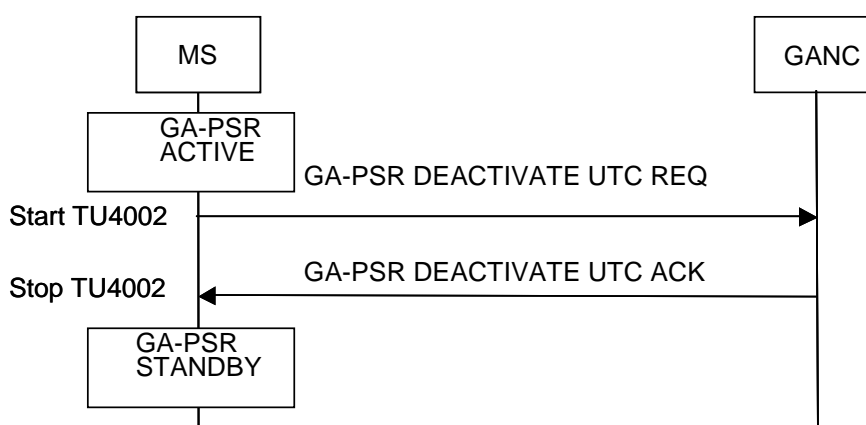 MS
GANC
GA-PSR
ACTIVE
GA-PSR DEACTIVATE UTC REQ
Start TU4002
GA-PSR DEACTIVATE UTC ACK
Stop TU4002
GA-PSR
STANDBY